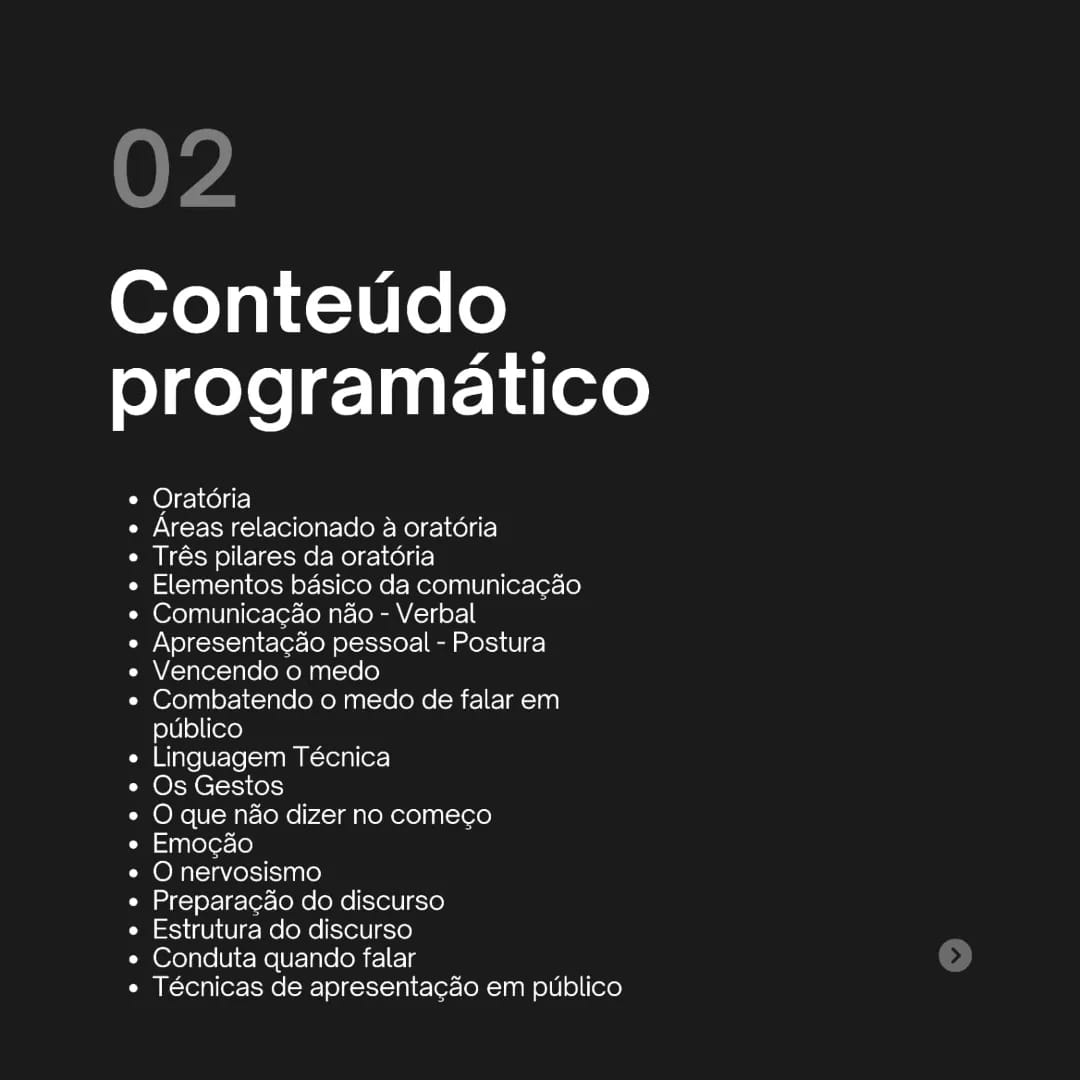 02
Conteúdo
programático
• Oratória
• Áreas relacionado à oratória
• Três pilares da oratória
• Elementos básico da comunicação
• Comunicação não - Verbal
• Apresentação pessoal - Postura
• Vencendo o medo
• Combatendo o medo de falar em
público
• Linguagem Técnica
• Os Gestos
• O que não dizer no começo
• Emoção
• O nervosismo
• Preparação do discurso
• Estrutura do discurso
• Conduta quando falar
• Técnicas de apresentação em público